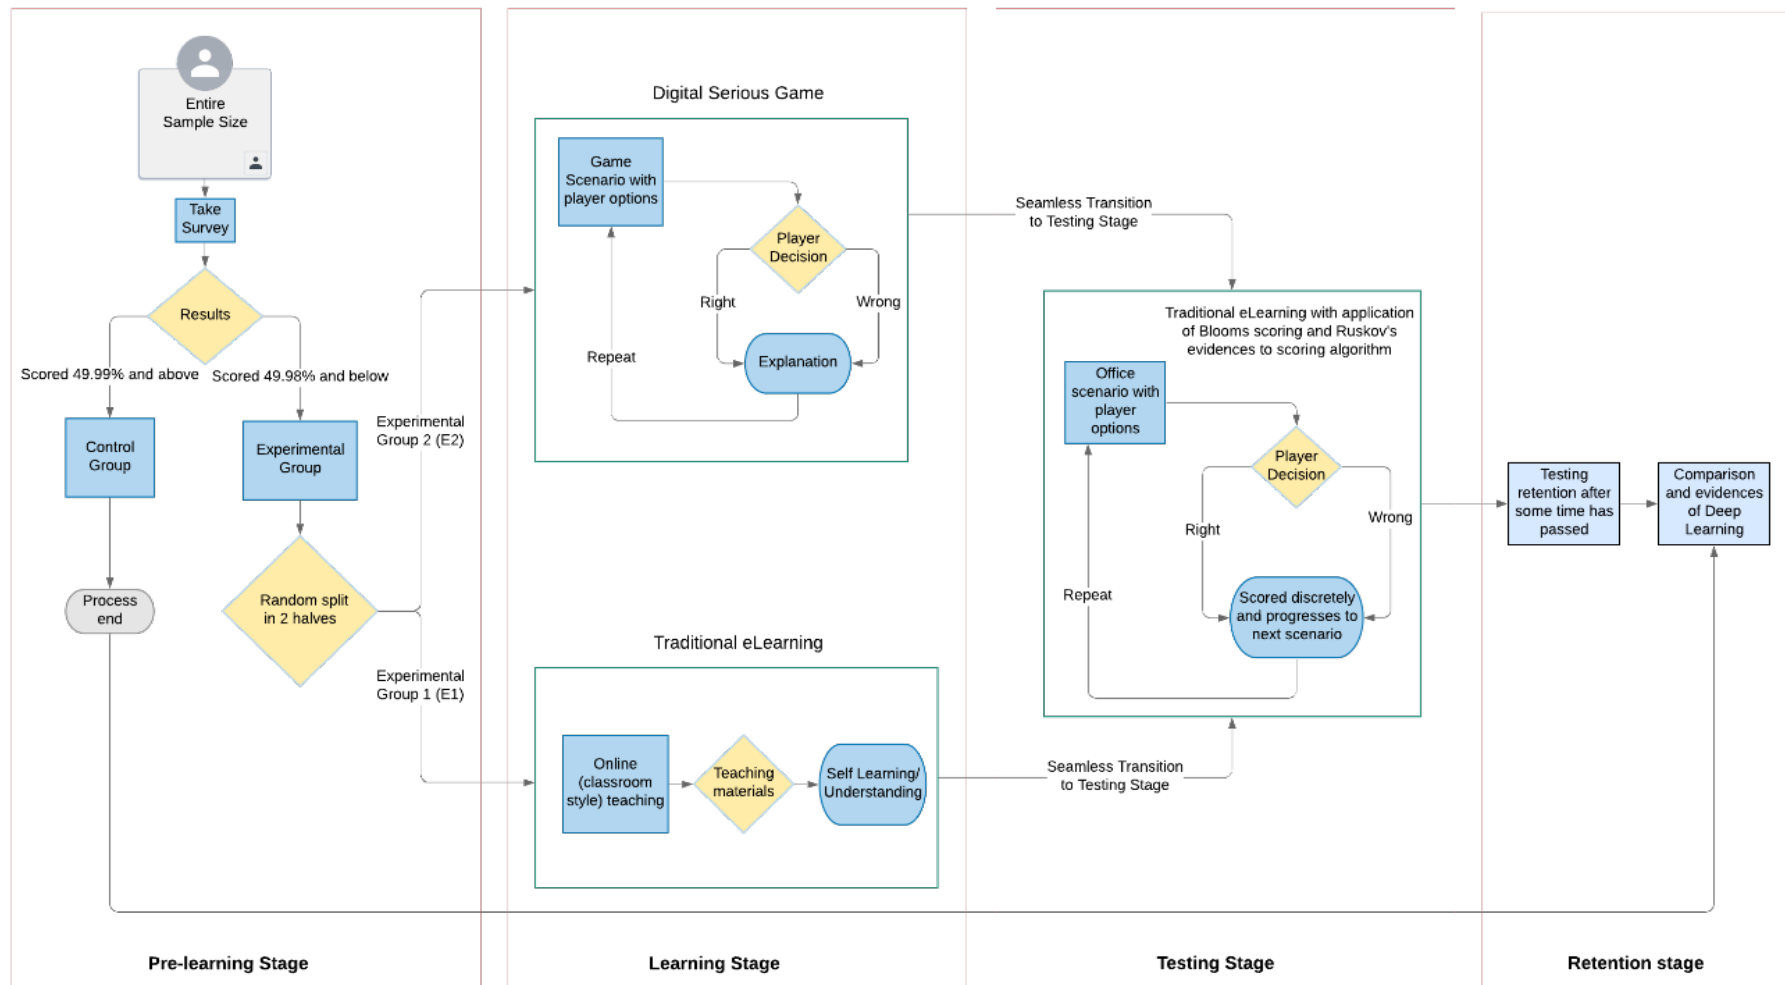 Entire
Sample Size
Take
Survey
Results
Scored 49.99% and above
Scored 49.98% and below
Control
Group
Experimental
Group
Process
end
Random split
in 2 halves
Experimental
Group 2 (E2)
Experimental
Group 1 (E1)
Pre-learning Stage
Digital Serious Game
Game
Scenario with
player options
Player
Decision
Right
Wrong
Repeat
Explanation
Traditional eLearning
Online
(classroom
style) teaching
Teaching
materials
Self Learning/
Understanding
Learning Stage
Seamless Transition
to Testing Stage
Traditional eLearning with application
of Blooms scoring and Ruskov's
evidences to scoring algorithm
Office
scenario with
player
options
Player
Decision
Right
Wrong
Repeat
Scored discretely
and progresses to
next scenario
Seamless Transition
to Testing Stage
Testing Stage
Testing
retention after
some time has
passed
Comparison
and evidences
of Deep
Learning
Retention stage